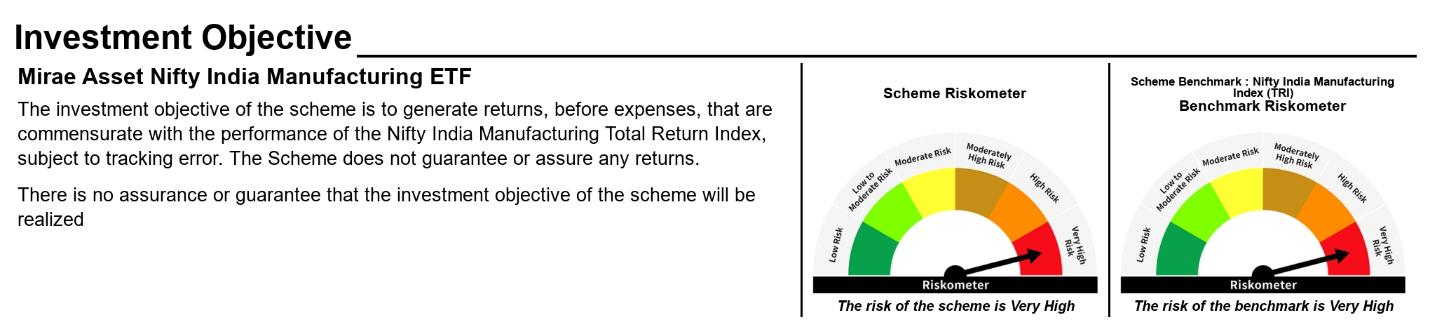 Investment Objective
Mirae Asset Nifty India Manufacturing ETF
The investment objective of the scheme is to generate returns, before expenses, that are
commensurate with the performance of the Nifty India Manufacturing Total Return Index,
subject to tracking error. The Scheme does not guarantee or assure any returns.
There is no assurance or guarantee that the investment objective of the scheme will be
realized
Scheme Riskometer
Low Risk
Low to
Moderate Risk
Moderate Risk
Moderately
High Risk
High Risk
Very High
Risk
Riskometer
The risk of the scheme is Very High
Scheme Benchmark : Nifty India Manufacturing
Index (TRI)
Benchmark Riskometer
Low Risk
Low to
Moderate Risk
Moderate Risk
Moderately
High Risk
High Risk
Very High
Risk
Riskometer
The risk of the benchmark is Very High